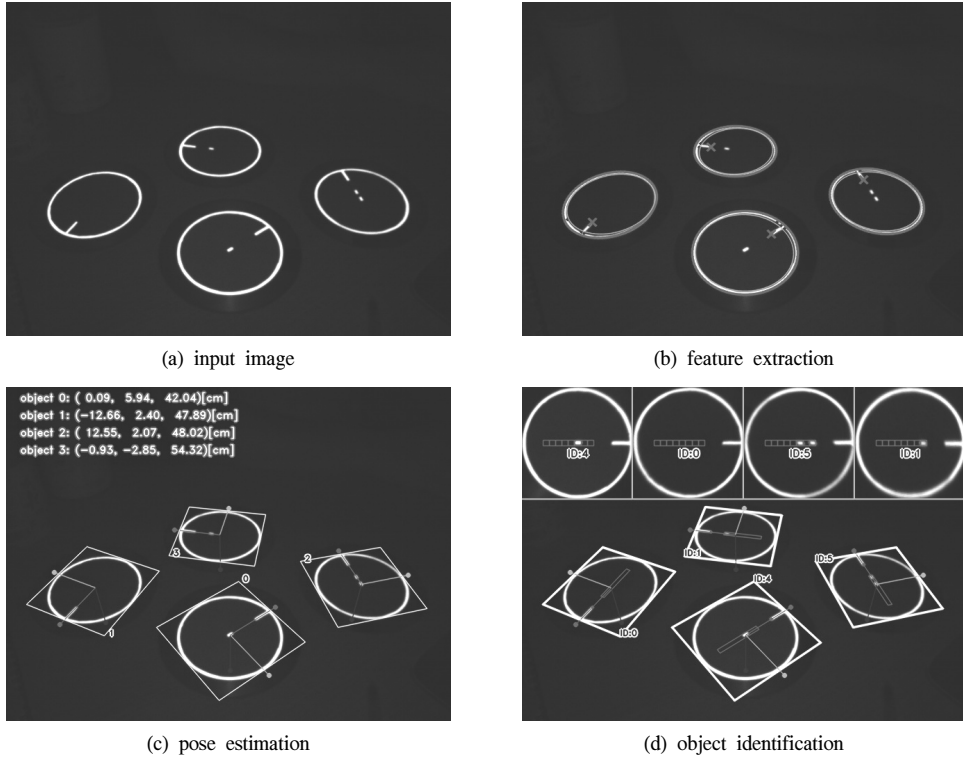 (a) input image
(b) feature extraction
object 0: ( 0.09, 5.94, 42.04)[cm]
object 1: (-12.66, 2.40, 47.89)[cm]
object 2: ( 12.55, 2.07, 48.02)[cm]
object 3: (-0.93, -2.85, 54.32)[cm]
3
0
2
1
ID:4
ID:0
ID:5
ID:1
ID:1
ID:4
ID:5
ID:0
(c) pose estimation
(d) object identification